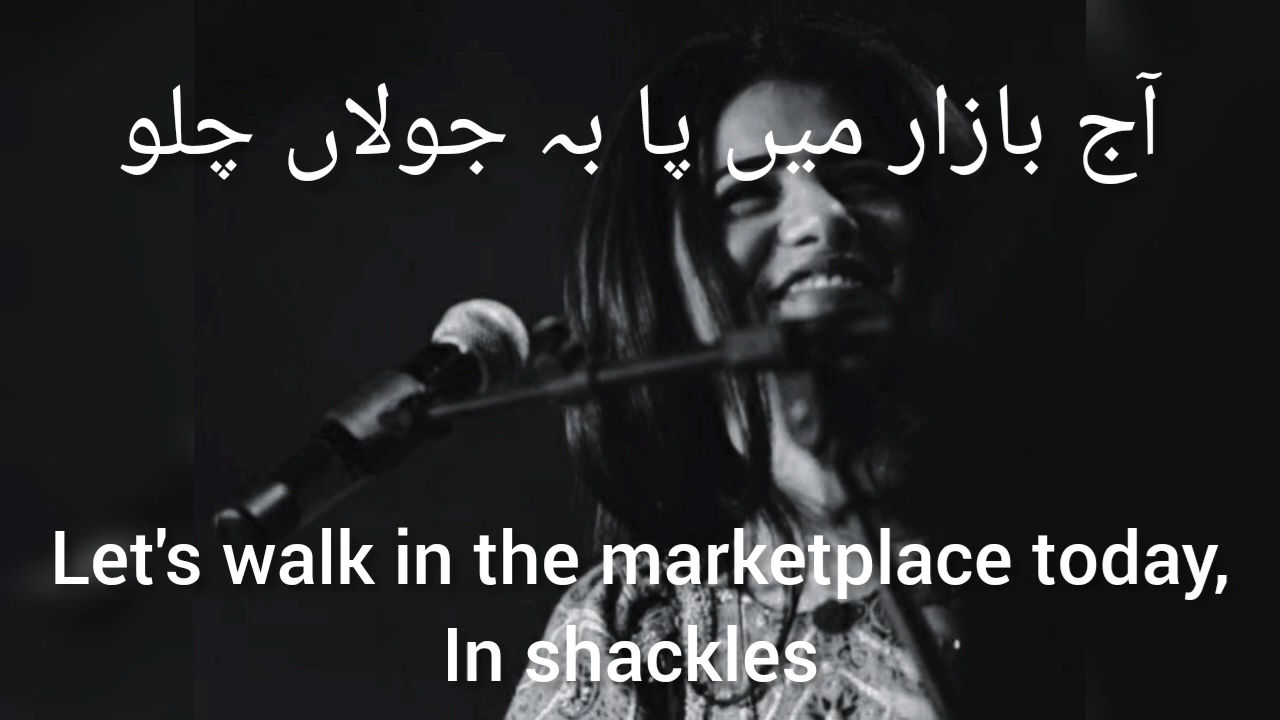 آج بازار میں پا بہ جولاں چلو
Let's walk in the marketplace today,
In shackles